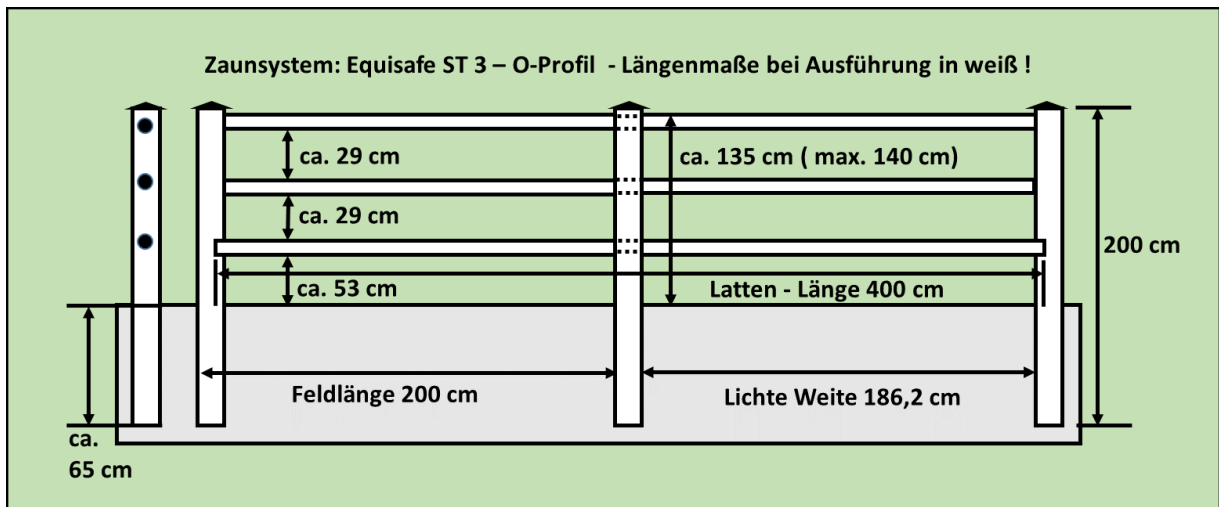 Zaunsystem: Equisafe ST 3 – O-Profil - Längenmaße bei Ausführung in weiß !
ca. 29 cm
ca. 135 cm ( max. 140 cm)
ca. 29 cm
200 cm
ca. 53 cm
Latten - Länge 400 cm
Feldlänge 200 cm
Lichte Weite 186,2 cm
ca.
65 cm